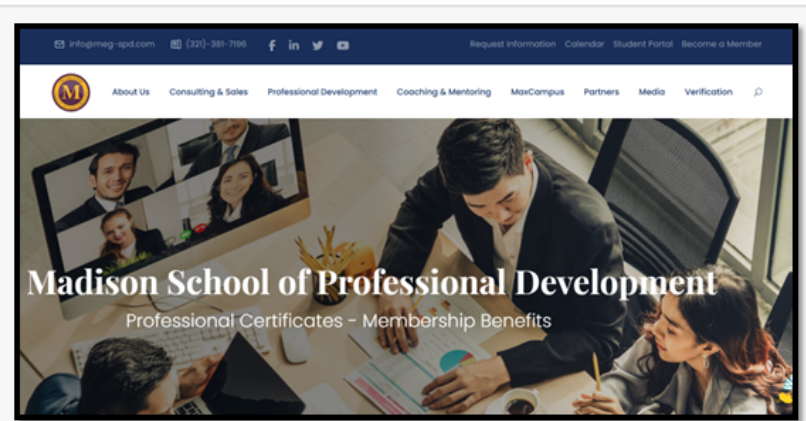 info@meg-spd.com (321)-381-7196 Request Information Calendar Student Portal Become a Member
M About Us Consulting & Sales Professional Development Coaching & Mentoring MaxCampus Partners Media Verification
Madison School of Professional Development
Professional Certificates - Membership Benefits